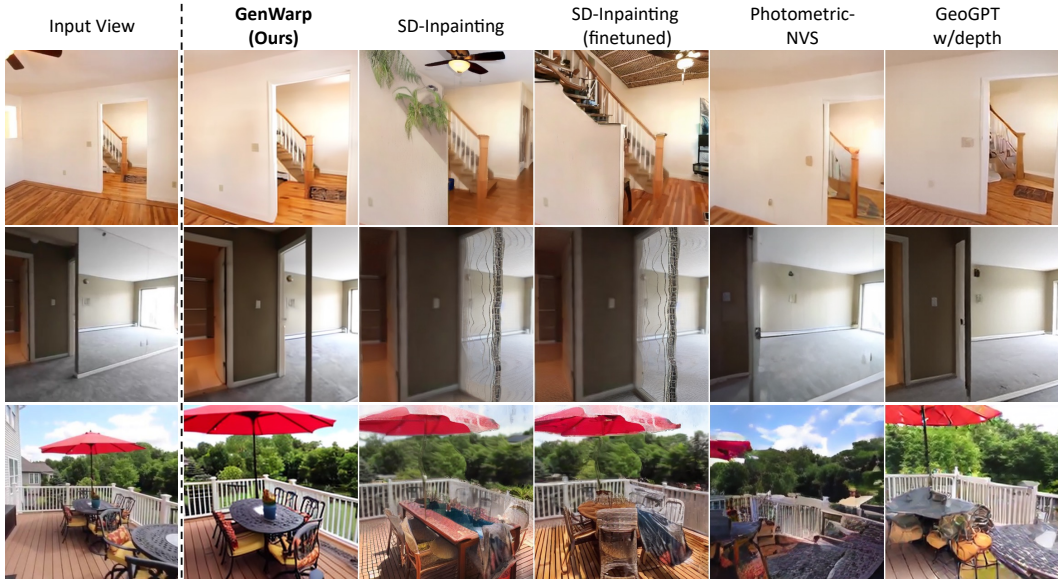 Input View
GenWarp
(Ours)
SD-Inpainting
SD-Inpainting
(finetuned)
Photometric-
NVS
GeoGPT
w/depth